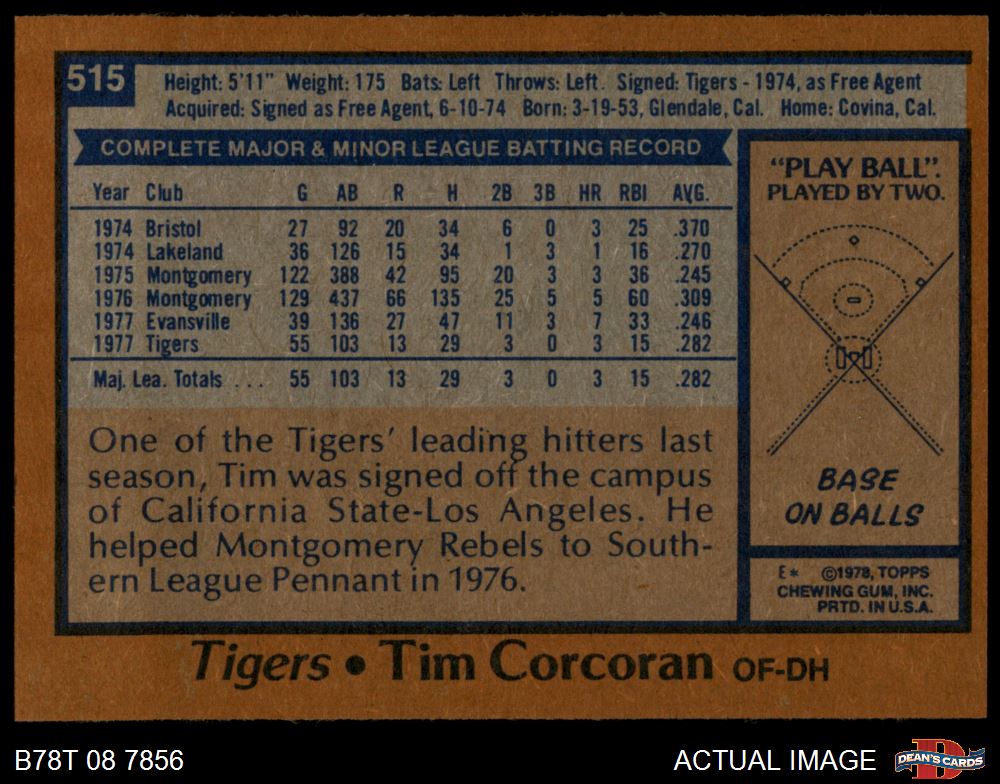 515
Height: 5'11" Weight: 175 Bats: Left Throws: Left. Signed: Tigers - 1974, as Free Agent
Acquired: Signed as Free Agent, 6-10-74 Born: 3-19-53, Glendale, Cal. Home: Covina, Cal.
COMPLETE MAJOR & MINOR LEAGUE BATTING RECORD
Year Club G AB R H 2B 3B HR RBI AVG.
1974 Bristol 27 92 20 34 6 0 3 25 .370
1974 Lakeland 36 126 15 34 1 3 1 16 .270
1975 Montgomery 122 388 42 95 20 3 3 36 .245
1976 Montgomery 129 437 66 135 25 5 5 60 .309
1977 Evansville 39 136 27 47 11 3 7 33 .246
1977 Tigers 55 103 13 29 3 0 3 15 .282
Maj. Lea. Totals . . . 55 103 13 29 3 0 3 15 .282
One of the Tigers' leading hitters last
season, Tim was signed off the campus
of California State-Los Angeles. He
helped Montgomery Rebels to South-
ern League Pennant in 1976.
"PLAY BALL".
PLAYED BY TWO.
BASE
ON BALLS
E* ©1978, TOPPS
CHEWING GUM, INC.
PRTD. IN U.S.A.
Tigers • Tim Corcoran OF-DH
B78T 08 7856
ACTUAL IMAGE
D
DEAN'S CARDS